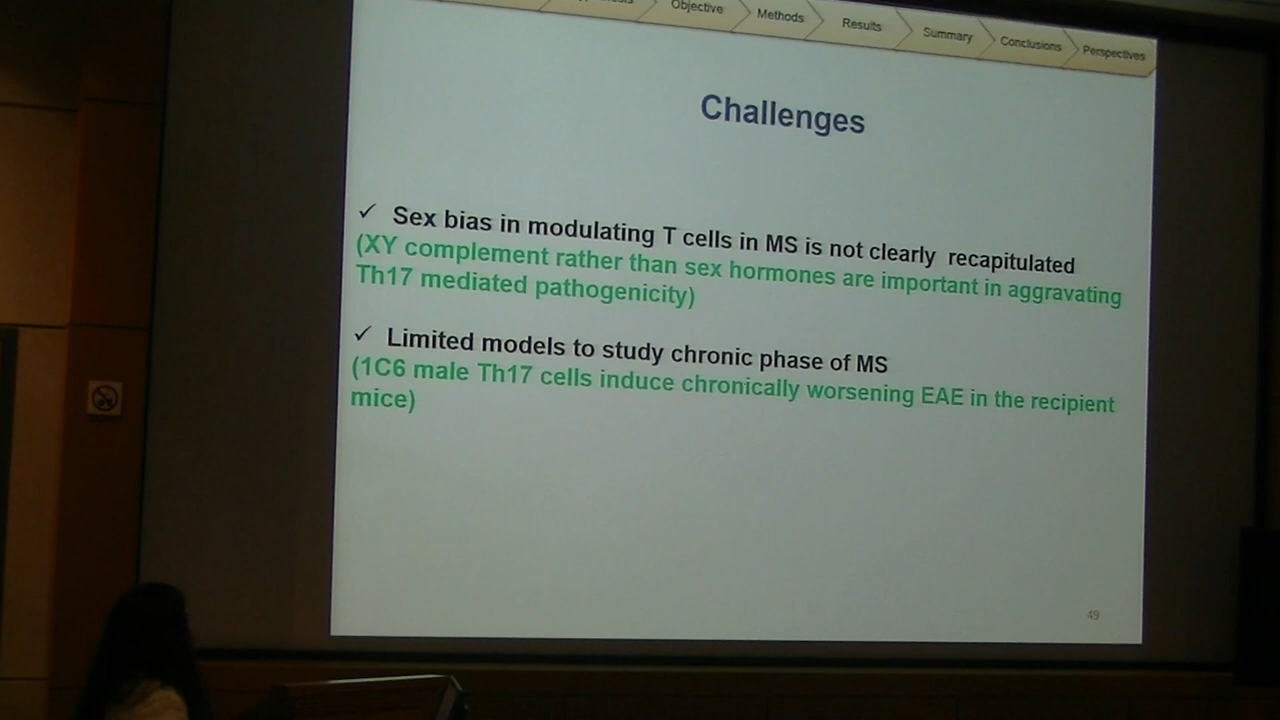 Objective
Methods
Results
Summary
Conclusions
Perspectives
Challenges
✓ Sex bias in modulating T cells in MS is not clearly recapitulated
(XY complement rather than sex hormones are important in aggravating
Th17 mediated pathogenicity)
✓ Limited models to study chronic phase of MS
(1C6 male Th17 cells induce chronically worsening EAE in the recipient
mice)
49